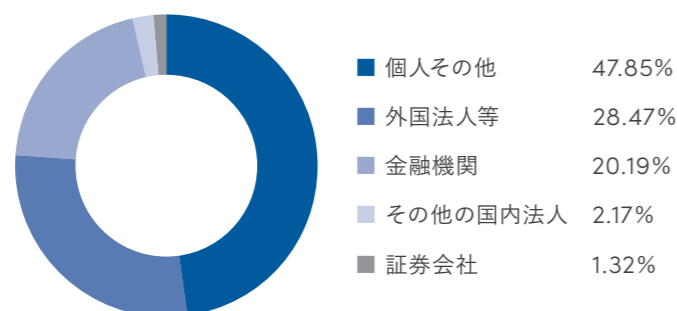 個人その他 47.85%
外国法人等 28.47%
金融機関 20.19%
その他の国内法人 2.17%
証券会社 1.32%